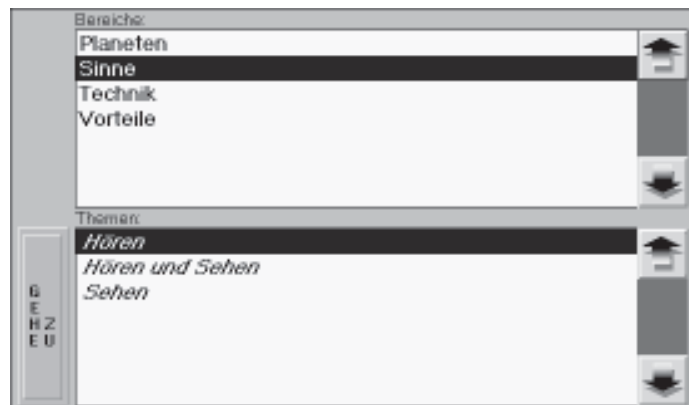 Bereiche:
Planeten
Sinne
Technik
Vorteile
Themen:
Hören
Hören und Sehen
Sehen
GEHE
ZU